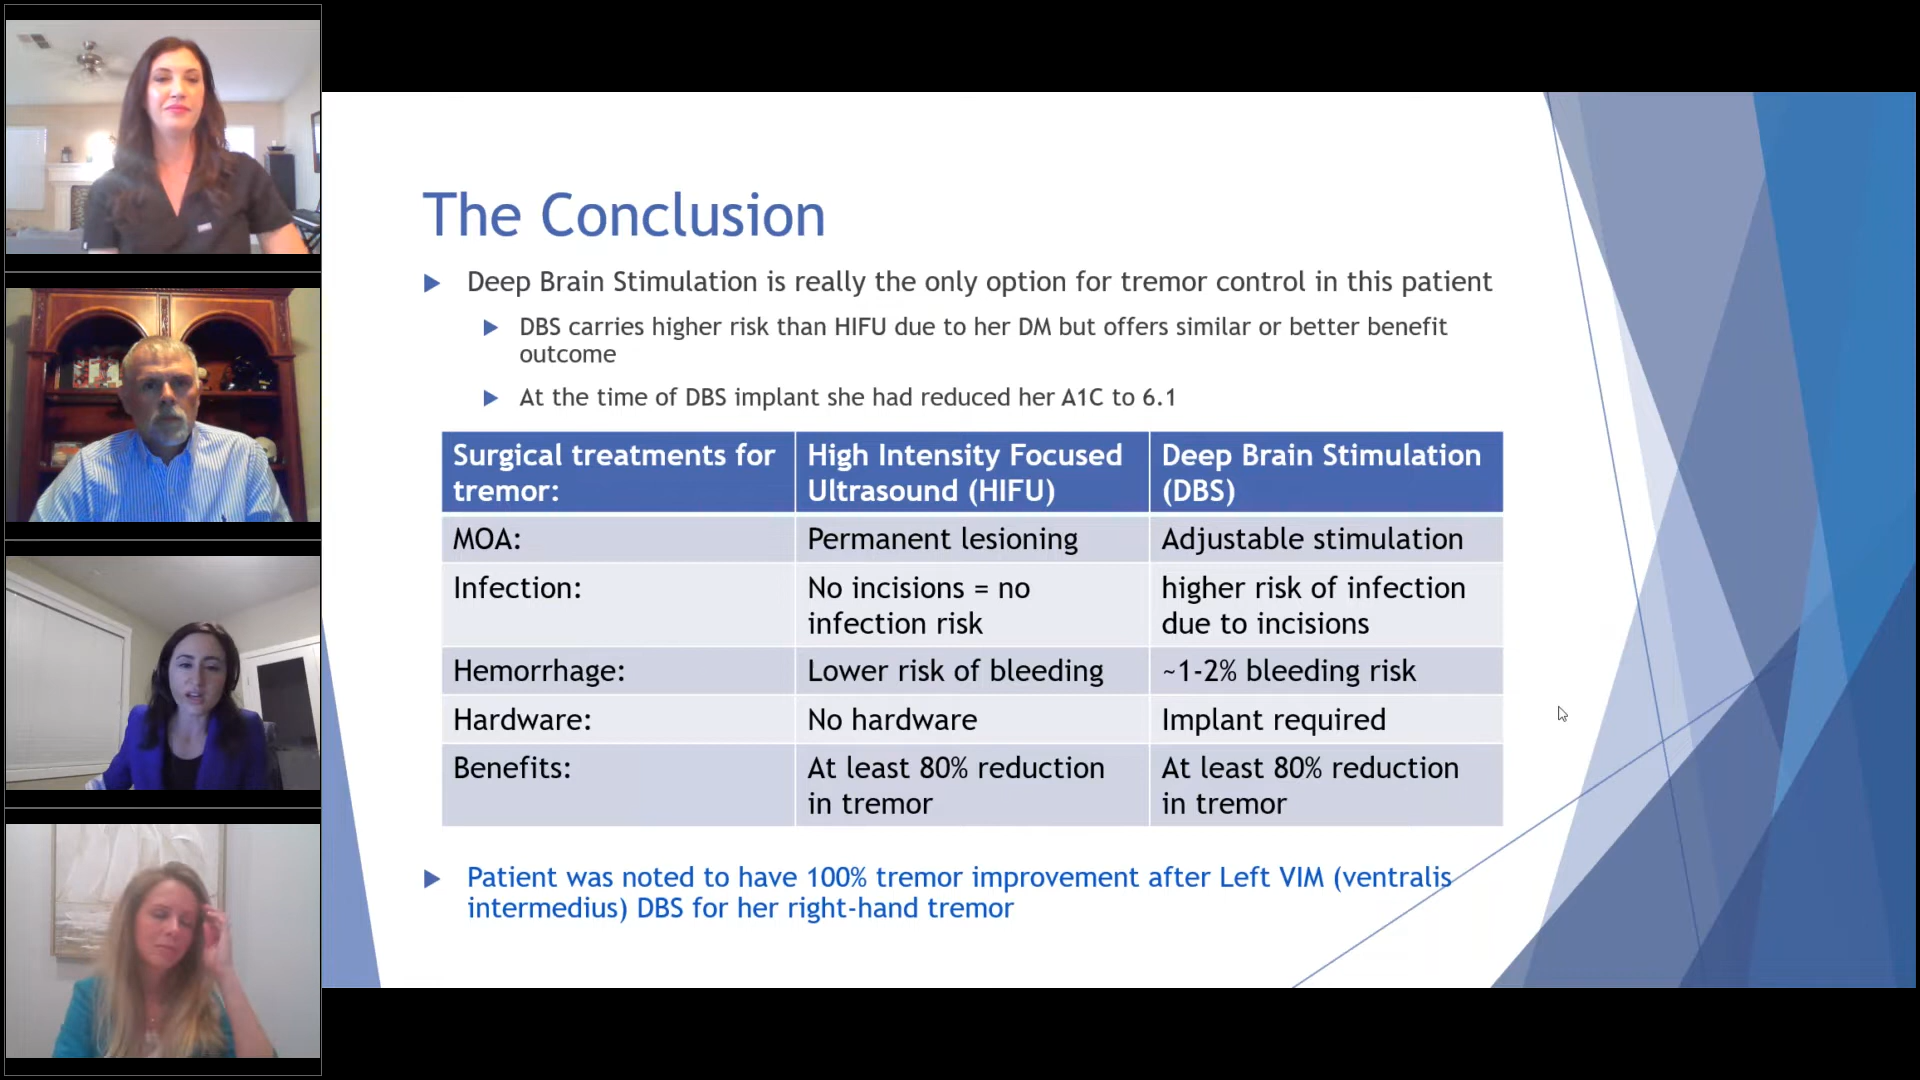 The Conclusion
Deep Brain Stimulation is really the only option for tremor control in this patient
DBS carries higher risk than HIFU due to her DM but offers similar or better benefit
outcome
At the time of DBS implant she had reduced her A1C to 6.1
Surgical treatments for
tremor:
High Intensity Focused
Ultrasound (HIFU)
Deep Brain Stimulation
(DBS)
MOA:
Permanent lesioning
Adjustable stimulation
Infection:
No incisions = no
infection risk
higher risk of infection
due to incisions
Hemorrhage:
Lower risk of bleeding
~1-2% bleeding risk
Hardware:
No hardware
Implant required
Benefits:
At least 80% reduction
in tremor
At least 80% reduction
in tremor
Patient was noted to have 100% tremor improvement after Left VIM (ventralis
intermedius) DBS for her right-hand tremor